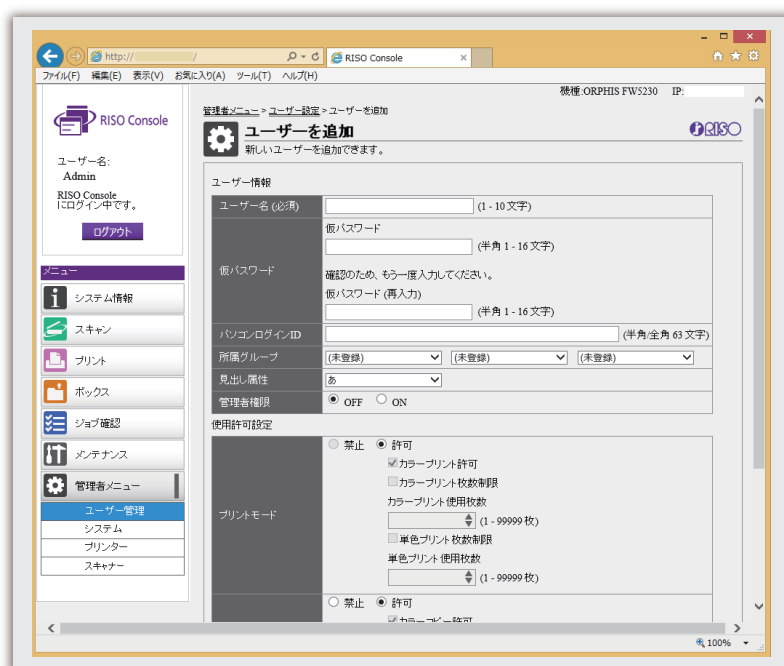 http://
/
RISO Console
ファイル(F) 編集(E) 表示(V) お気に入り(A) ツール(T) ヘルプ(H)
機種:ORPHIS FW5230 IP:
RISO Console
ユーザー名:
Admin
RISO Console
にログイン中です。
ログアウト
メニュー
システム情報
スキャン
プリント
ボックス
ジョブ確認
メンテナンス
管理者メニュー
ユーザー管理
システム
プリンター
スキャナー
管理者メニュー > ユーザー設定 > ユーザーを追加
ユーザーを追加
RISO
新しいユーザーを追加できます。
ユーザー情報
ユーザー名 (必須) (1 - 10 文字)
仮パスワード
仮パスワード
(半角 1 - 16 文字)
確認のため、もう一度入力してください。
仮パスワード (再入力)
(半角 1 - 16 文字)
パソコンログインID (半角/全角 63 文字)
所属グループ (未登録) (未登録) (未登録)
見出し属性 あ
管理者権限 OFF ON
使用許可設定
プリントモード
禁止 許可
カラープリント許可
カラープリント枚数制限
カラープリント使用枚数
(1 - 99999 枚)
単色プリント枚数制限
単色プリント使用枚数
(1 - 99999 枚)
禁止 許可
カラーコピー許可
100%